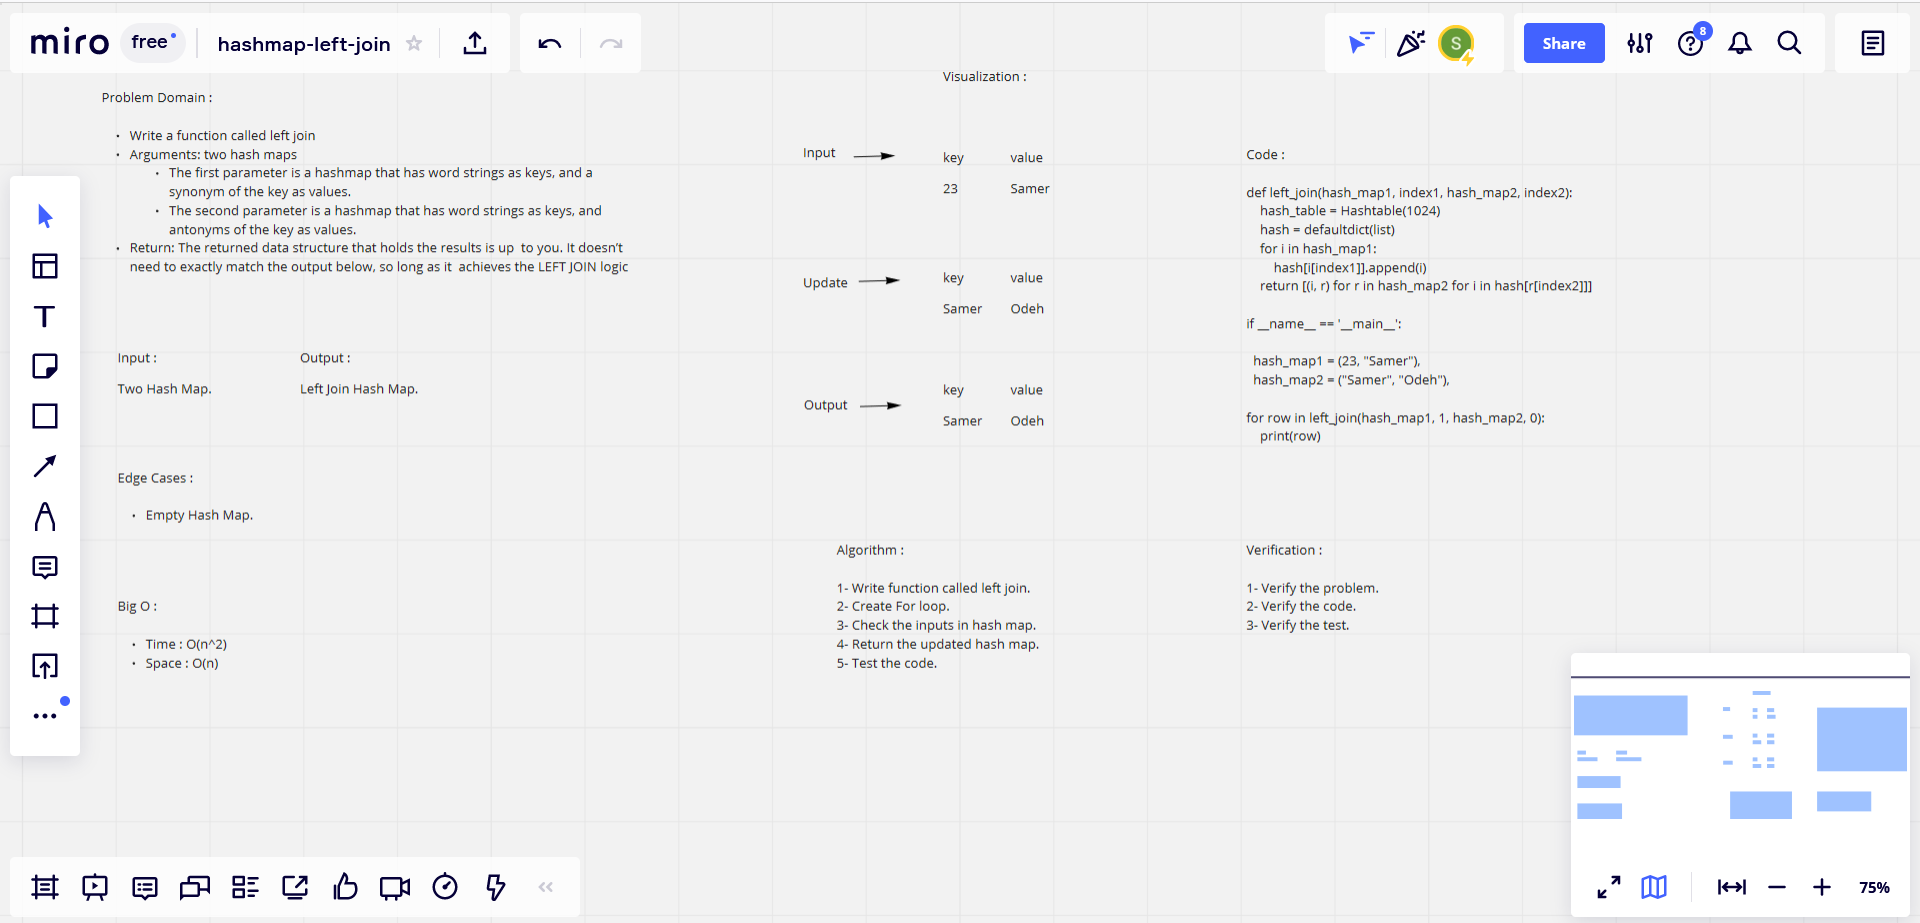 miro free hashmap-left-join
S Share 8
Problem Domain :
• Write a function called left join
• Arguments: two hash maps
• The first parameter is a hashmap that has word strings as keys, and a
synonym of the key as values.
• The second parameter is a hashmap that has word strings as keys, and
antonyms of the key as values.
• Return: The returned data structure that holds the results is up  to you. It doesn’t
need to exactly match the output below, so long as it  achieves the LEFT JOIN logic
Input :
Two Hash Map.
Output :
Left Join Hash Map.
Edge Cases :
• Empty Hash Map.
Big O :
• Time : O(n^2)
• Space : O(n)
Visualization :
Input key value
23 Samer
Update key value
Samer Odeh
Output key value
Samer Odeh
Algorithm :
1- Write function called left join.
2- Create For loop.
3- Check the inputs in hash map.
4- Return the updated hash map.
5- Test the code.
Code :
def left_join(hash_map1, index1, hash_map2, index2):
    hash_table = Hashtable(1024)
    hash = defaultdict(list)
    for i in hash_map1:
        hash[i[index1]].append(i)
    return [(i, r) for r in hash_map2 for i in hash[r[index2]]]
if __name__ == '__main__':
  hash_map1 = (23, "Samer"),
  hash_map2 = ("Samer", "Odeh"),
for row in left_join(hash_map1, 1, hash_map2, 0):
    print(row)
Verification :
1- Verify the problem.
2- Verify the code.
3- Verify the test.
75%